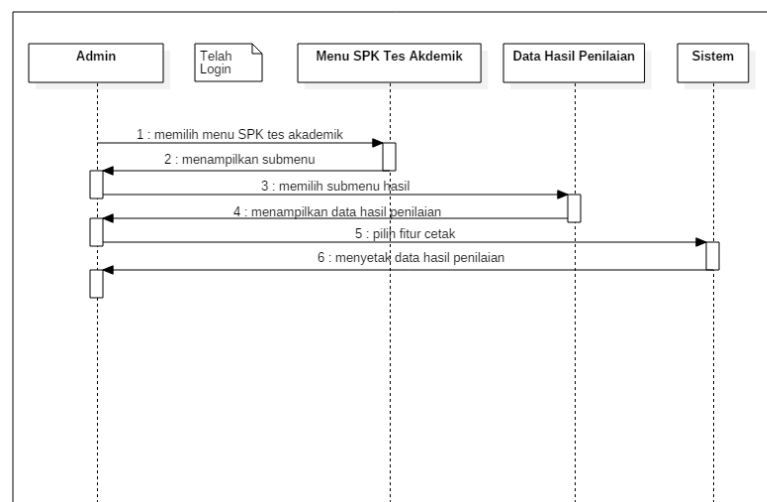 Admin
Telah
Login
Menu SPK Tes Akdemik
Data Hasil Penilaian
Sistem
1 : memilih menu SPK tes akademik
2 : menampilkan submenu
3 : memilih submenu hasil
4 : menampilkan data hasil penilaian
5 : pilih fitur cetak
6 : menyetak data hasil penilaian